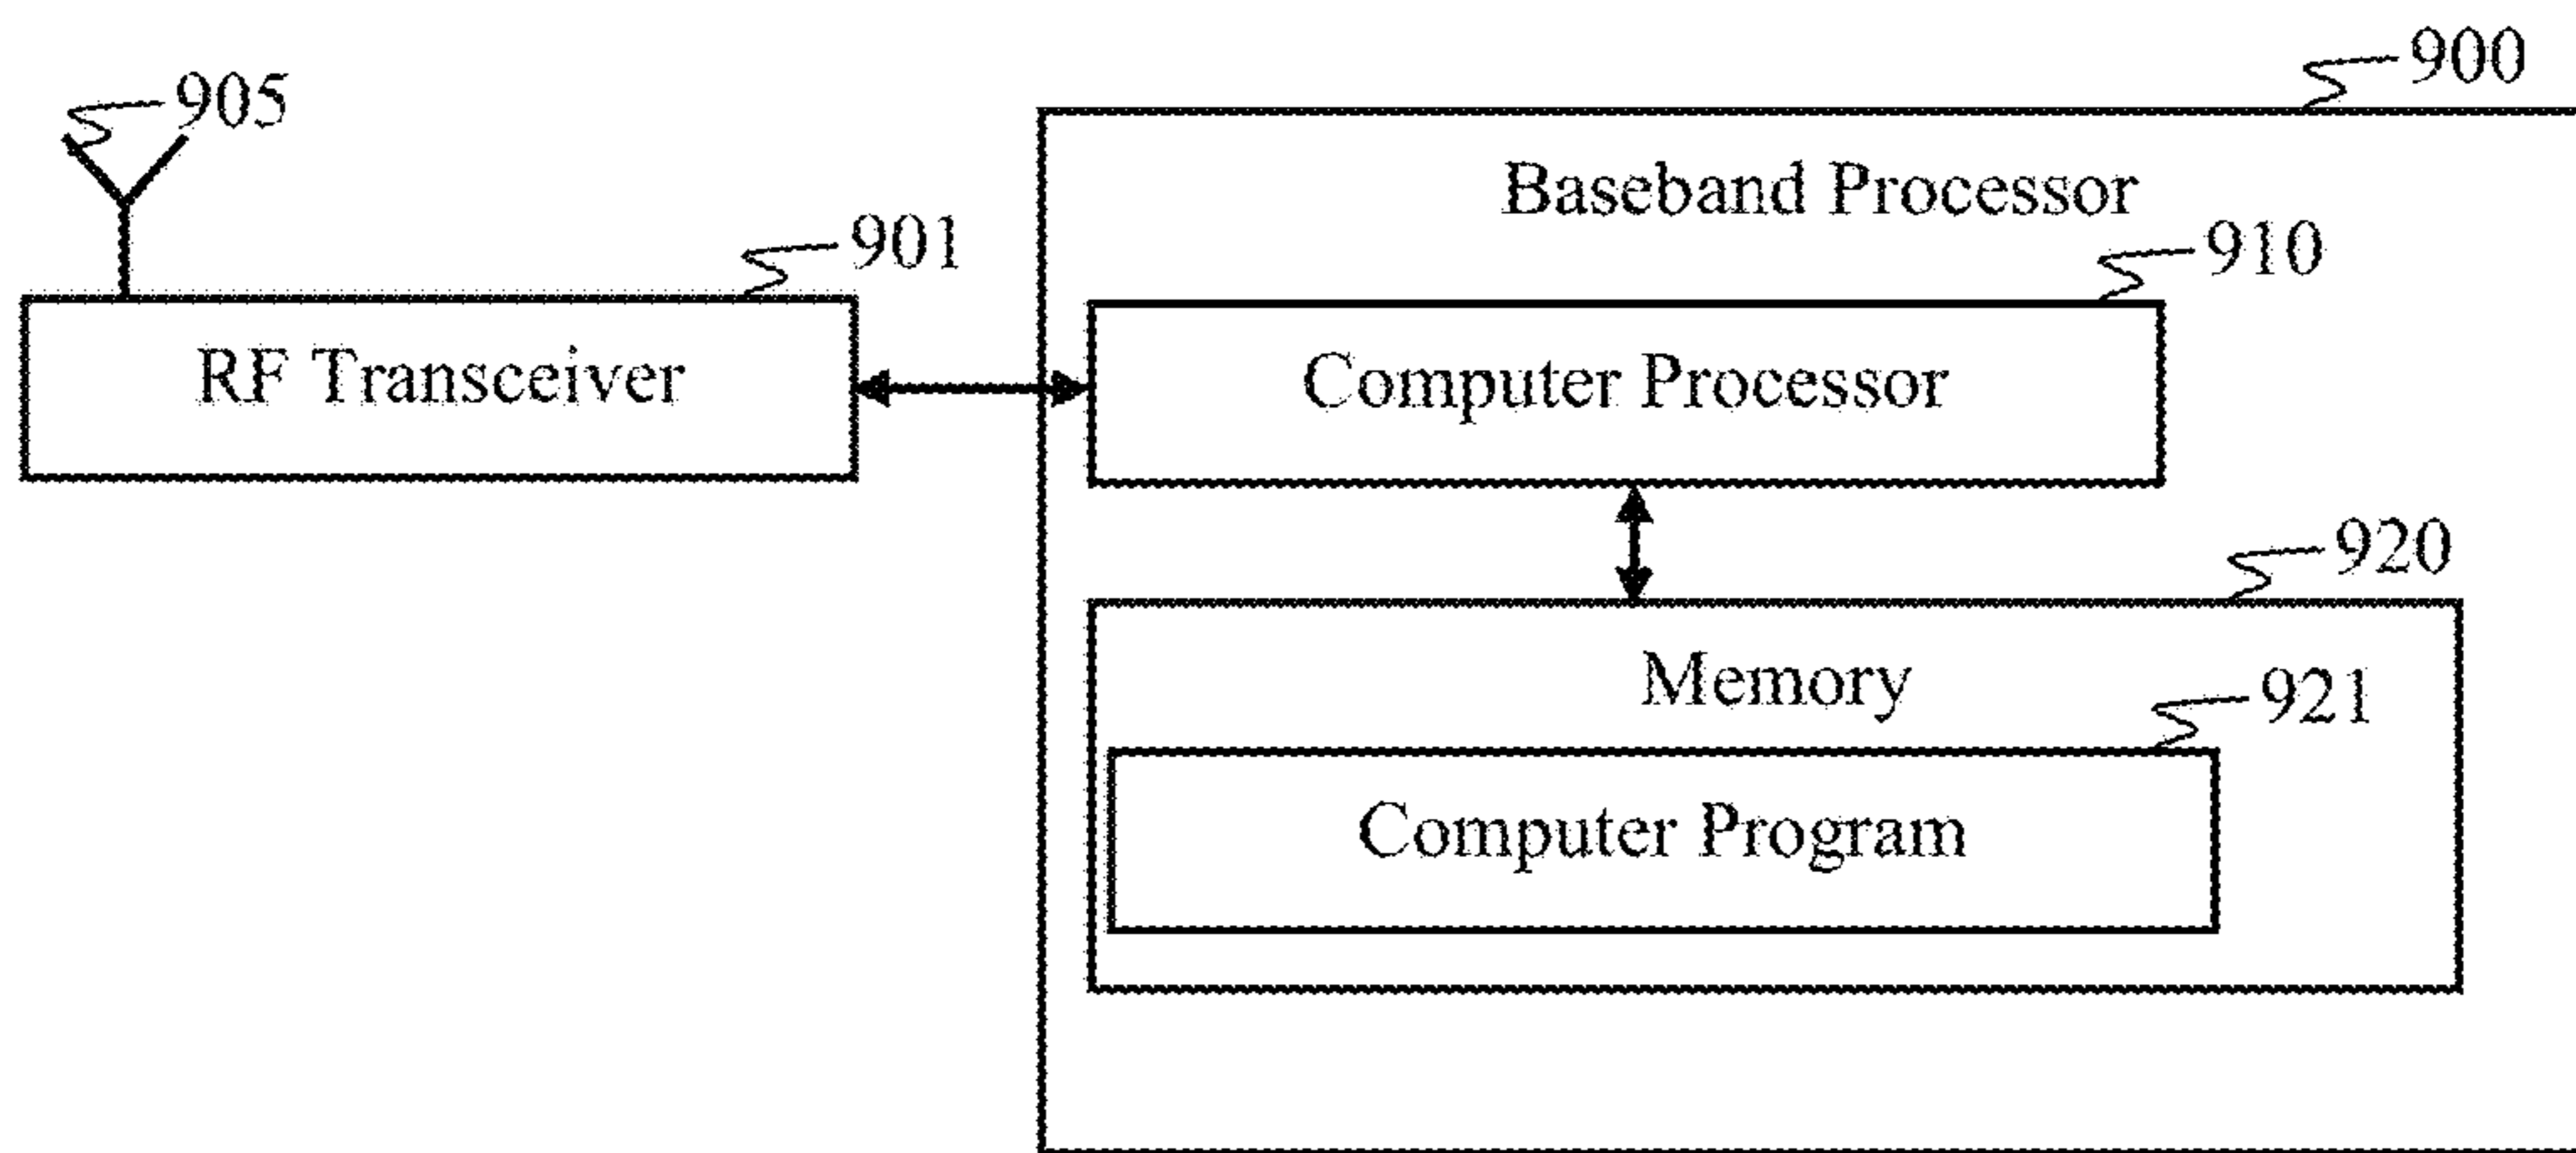 900
905
Baseband Processor
901
910
RF Transceiver
Computer Processor
920
Memory
921
Computer Program